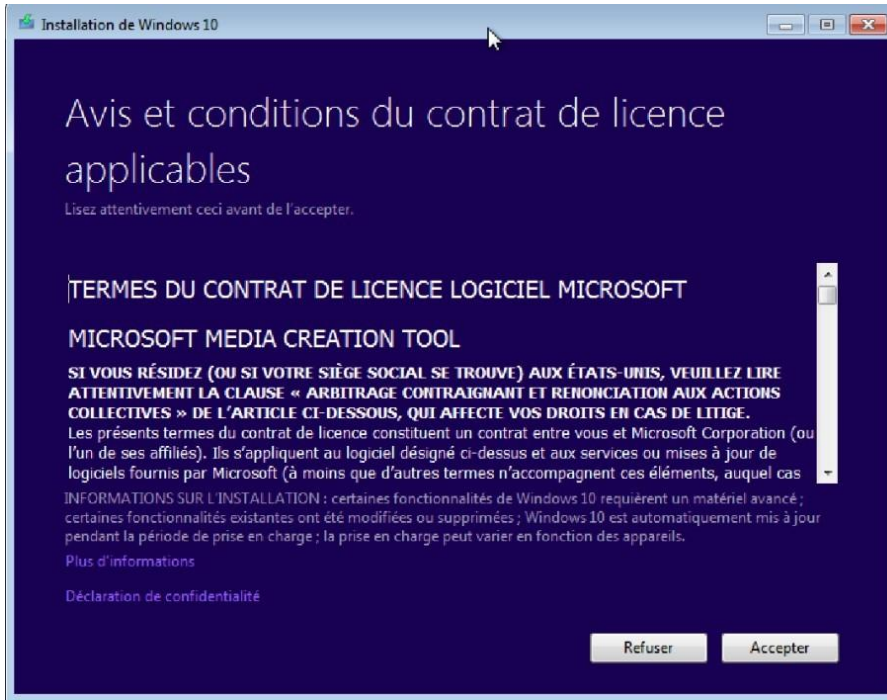 Installation de Windows 10
Avis et conditions du contrat de licence
applicables
Lisez attentivement ceci avant de l'accepter.
TERMES DU CONTRAT DE LICENCE LOGICIEL MICROSOFT
MICROSOFT MEDIA CREATION TOOL
SI VOUS RÉSIDEZ (OU SI VOTRE SIÈGE SOCIAL SE TROUVE) AUX ÉTATS-UNIS, VEUILLEZ LIRE
ATTENTIVEMENT LA CLAUSE « ARBITRAGE CONTRAIGNANT ET RENONCIATION AUX ACTIONS
COLLECTIVES » DE L'ARTICLE CI-DESSOUS, QUI AFFECTE VOS DROITS EN CAS DE LITIGE.
Les présents termes du contrat de licence constituent un contrat entre vous et Microsoft Corporation (ou
l'un de ses affiliés). Ils s'appliquent au logiciel désigné ci-dessus et aux services ou mises à jour de
logiciels fournis par Microsoft (à moins que d'autres termes n'accompagnent ces éléments, auquel cas
INFORMATIONS SUR L'INSTALLATION : certaines fonctionnalités de Windows 10 requièrent un matériel avancé ;
certaines fonctionnalités existantes ont été modifiées ou supprimées ; Windows 10 est automatiquement mis à jour
pendant la période de prise en charge ; la prise en charge peut varier en fonction des appareils.
Plus d'informations
Déclaration de confidentialité
Refuser
Accepter